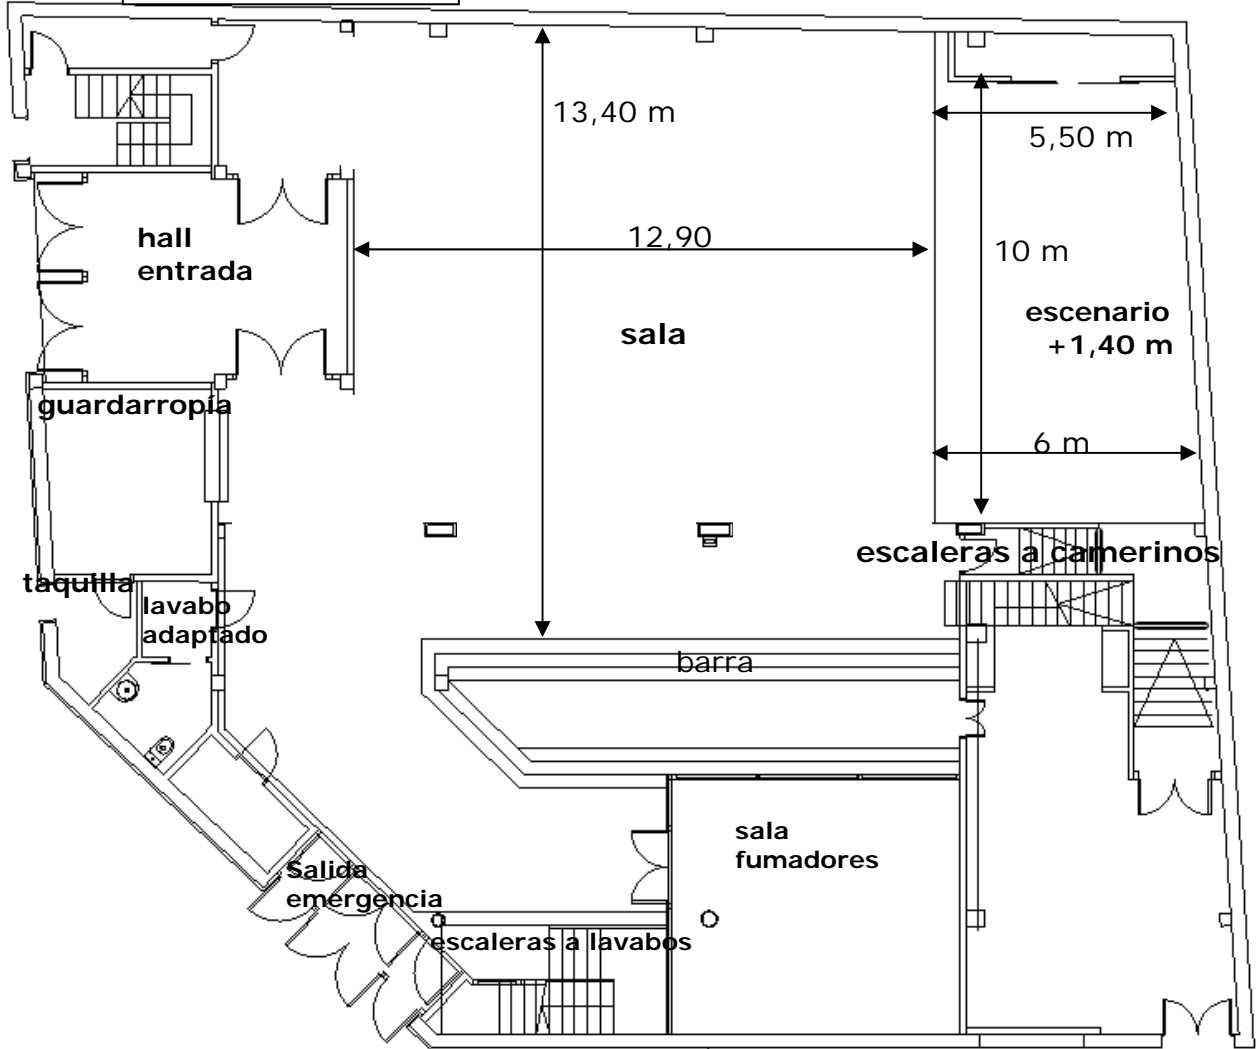 13,40 m
5,50 m
12,90
hall
entrada
10 m
escenario
+1,40 m
sala
guardarropía
6 m
escaleras a camerinos
taquilla
lavabo
adaptado
barra
sala
fumadores
Salida
emergencia
escaleras a lavabos